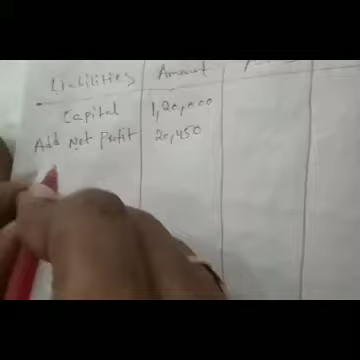 Liabilities Amount
Capital 1,20,000
Add Net Profit 20,450